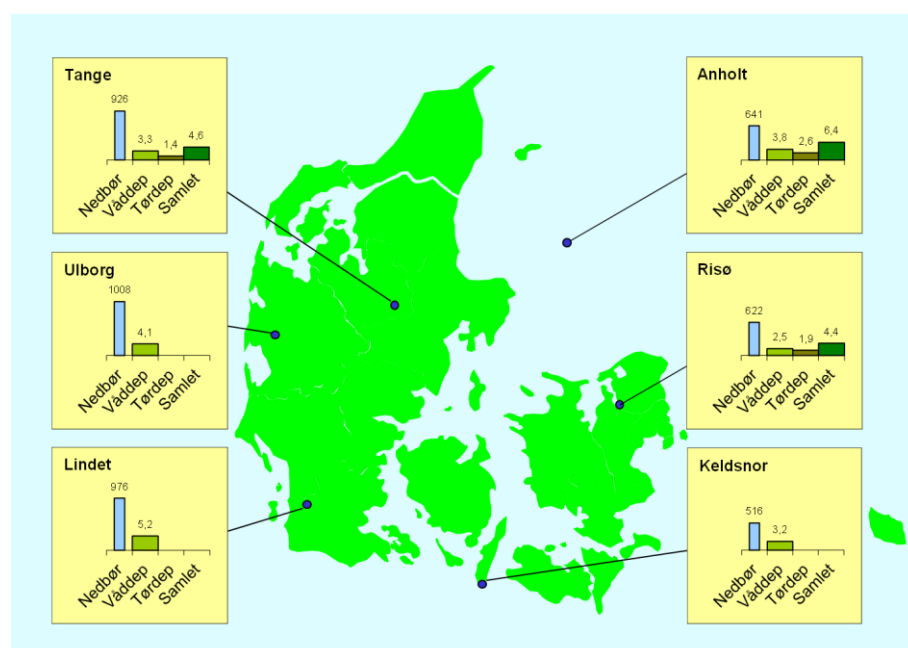 Tange
926
3,3
1,4
4,6
Nedbør
Våddep
Tørdep
Samlet
Anholt
641
3,8
2,6
6,4
Nedbør
Våddep
Tørdep
Samlet
Ulborg
1008
4,1
Nedbør
Våddep
Tørdep
Samlet
Risø
622
2,5
1,9
4,4
Nedbør
Våddep
Tørdep
Samlet
Lindet
976
5,2
Nedbør
Våddep
Tørdep
Samlet
Keldsnor
516
3,2
Nedbør
Våddep
Tørdep
Samlet